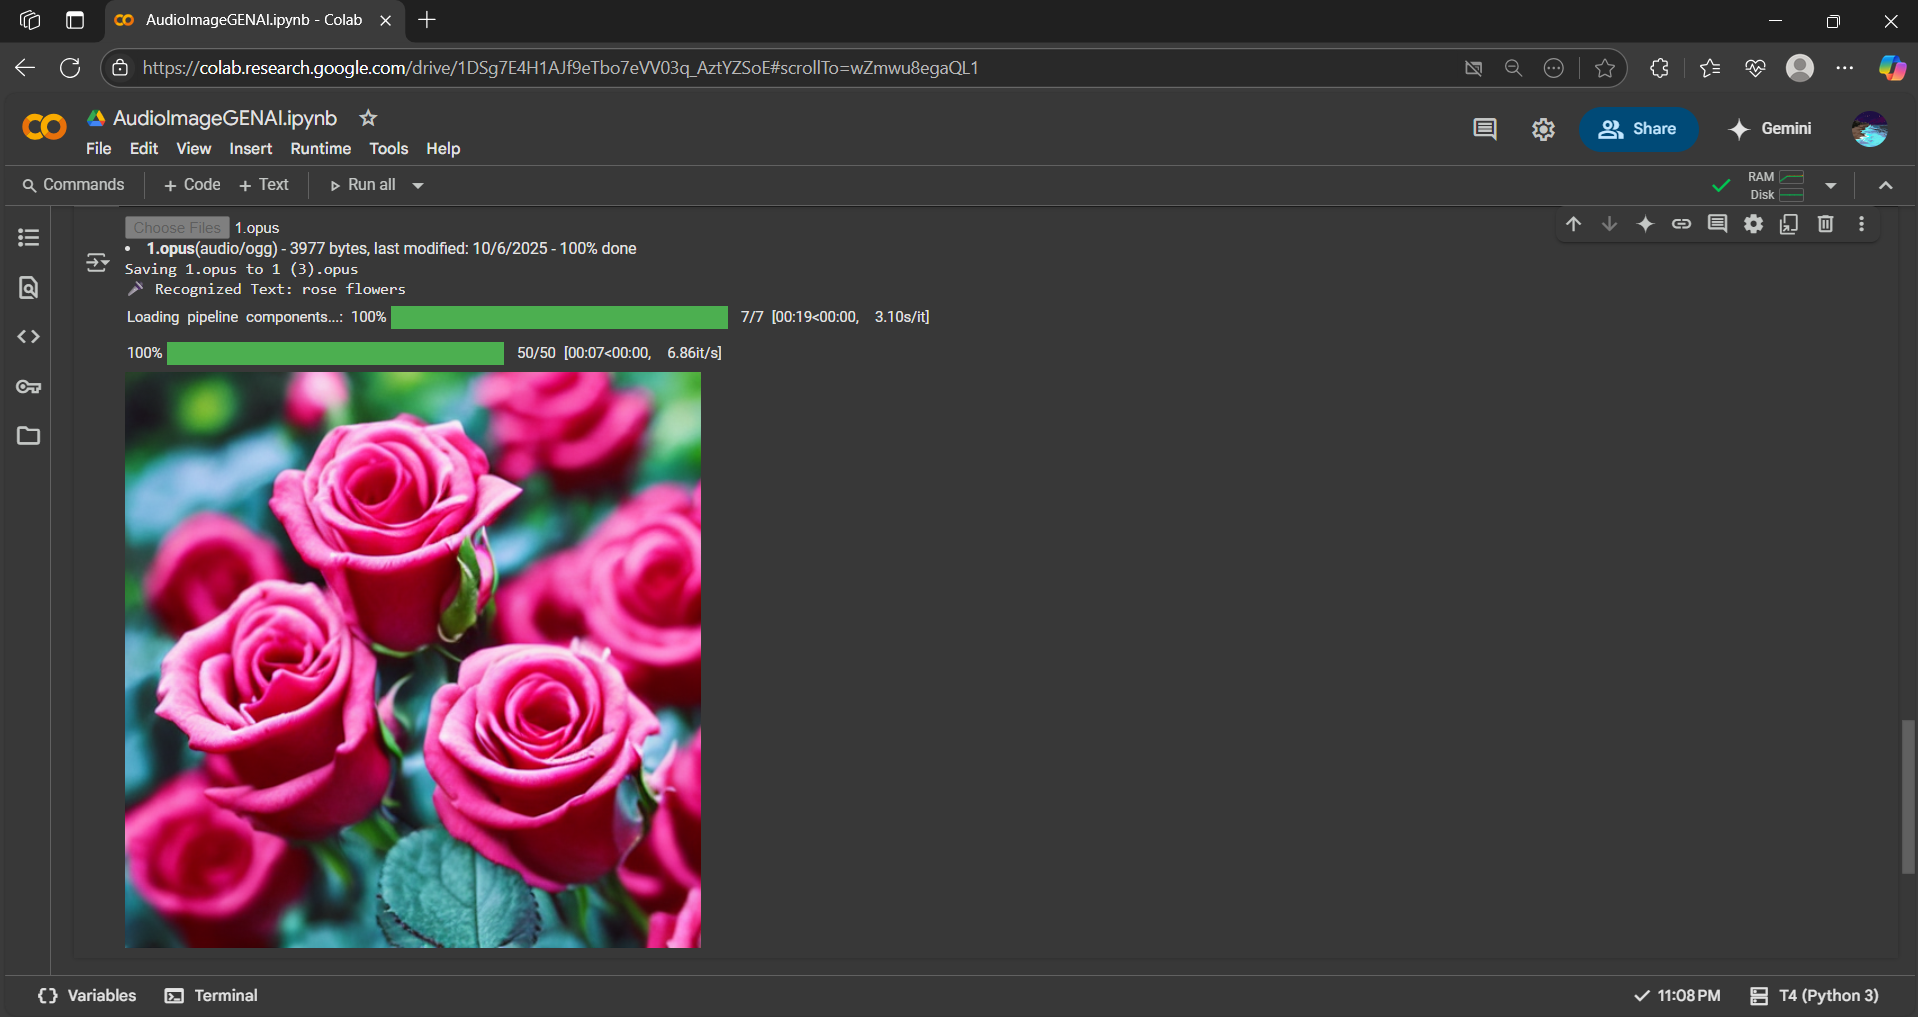 AudioImageGENAI.ipynb - Colab
https://colab.research.google.com/drive/1DSg7E4H1AJf9eTbo7eVV03q_AztYZSoE#scrollTo=wZmwu8egaQL1
AudioImageGENAI.ipynb
Share
Gemini
File Edit View Insert Runtime Tools Help
Commands
+ Code + Text
Run all
RAM
Disk
Choose Files 1.opus
• 1.opus(audio/ogg) - 3977 bytes, last modified: 10/6/2025 - 100% done
Saving 1.opus to 1 (3).opus
🎤 Recognized Text: rose flowers
Loading pipeline components...: 100% 7/7 [00:19<00:00, 3.10s/it]
100% 50/50 [00:07<00:00, 6.86it/s]
Variables
Terminal
11:08 PM
T4 (Python 3)